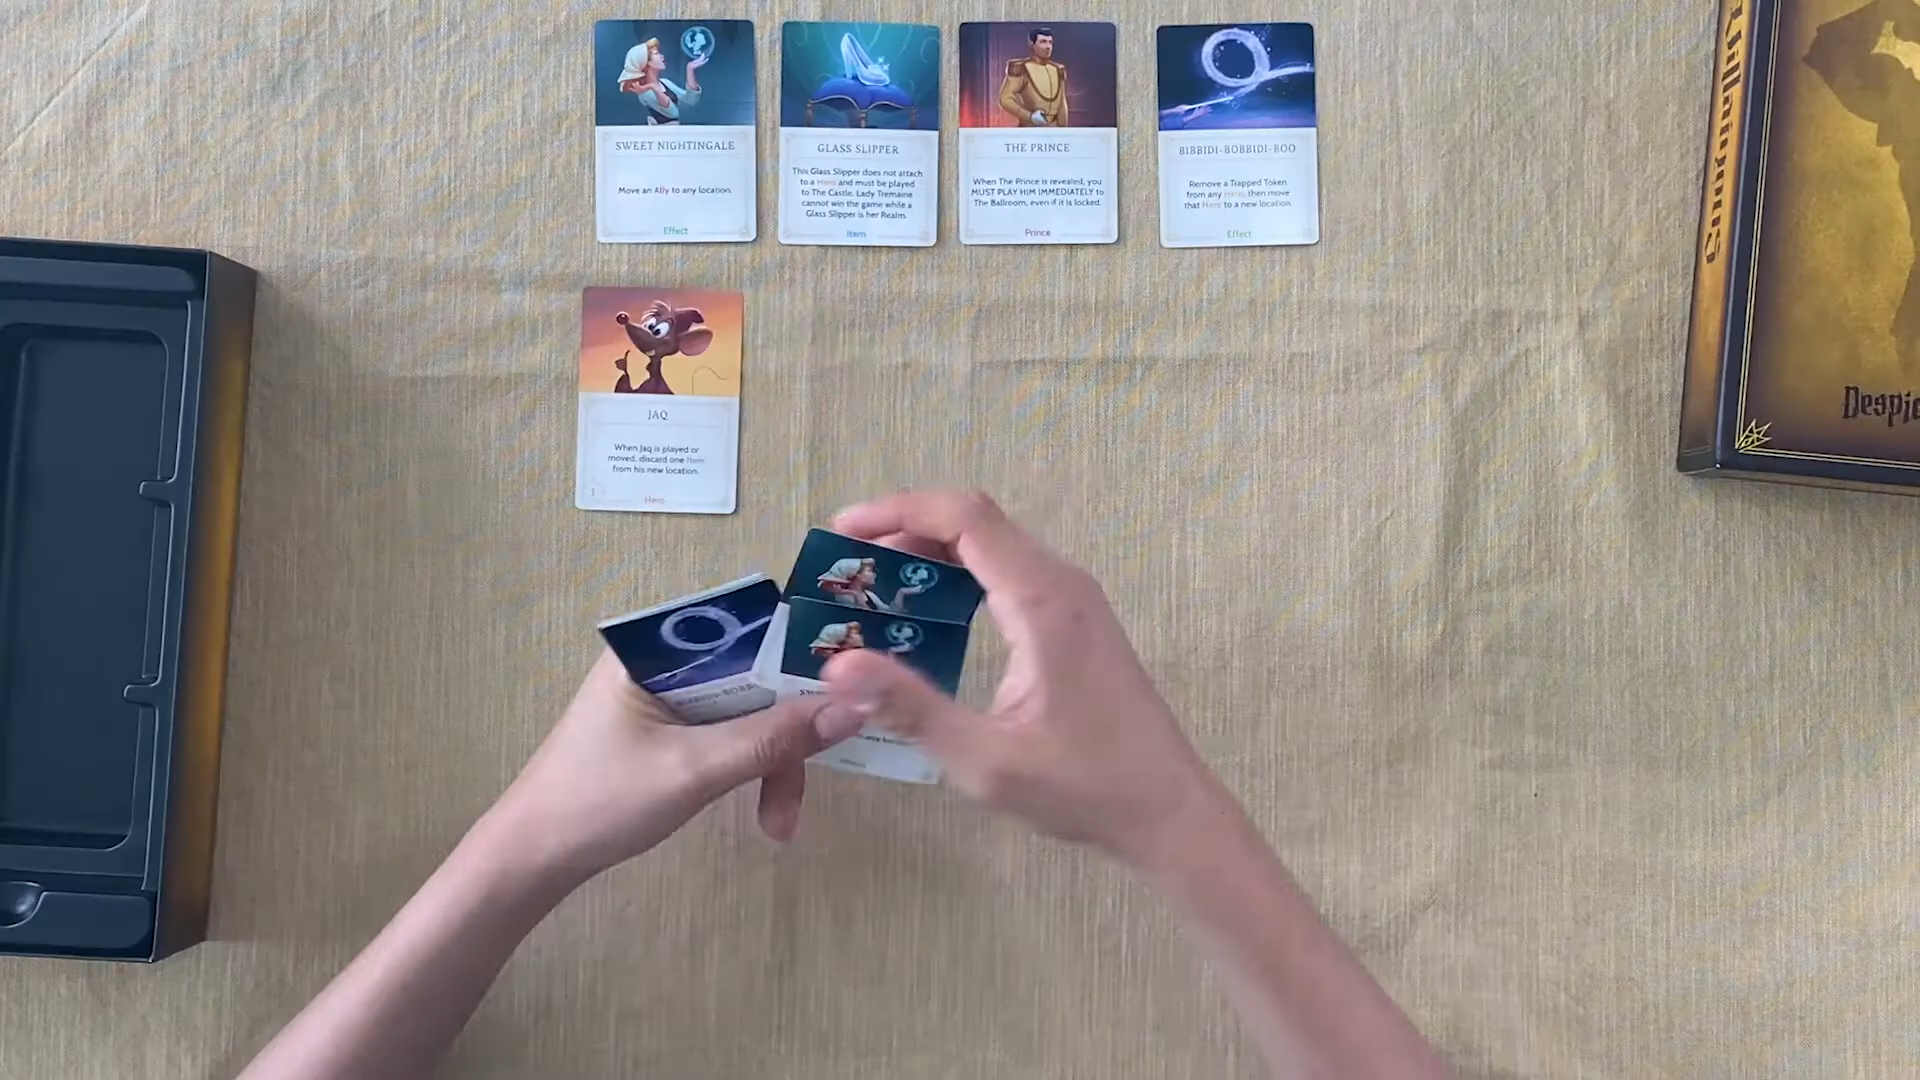 SWEET NIGHTINGALE
Move an Ally to any location.
Effect
GLASS SLIPPER
This Glass Slipper does not attach
to a Hero and must be played
to The Castle. Lady Tremaine
cannot win the game while a
Glass Slipper is her Realm.
Item
THE PRINCE
When The Prince is revealed, you
MUST PLAY HIM IMMEDIATELY to
The Ballroom, even if it is locked.
Prince
BIBBIDI-BOBBIDI-BOO
Remove a Trapped Token
from any Hero, then move
that Hero to a new location
Effect
Villainous
Despic
JAQ
When Jaq is played or
moved, discard one Item
from his new location.
1
Hero